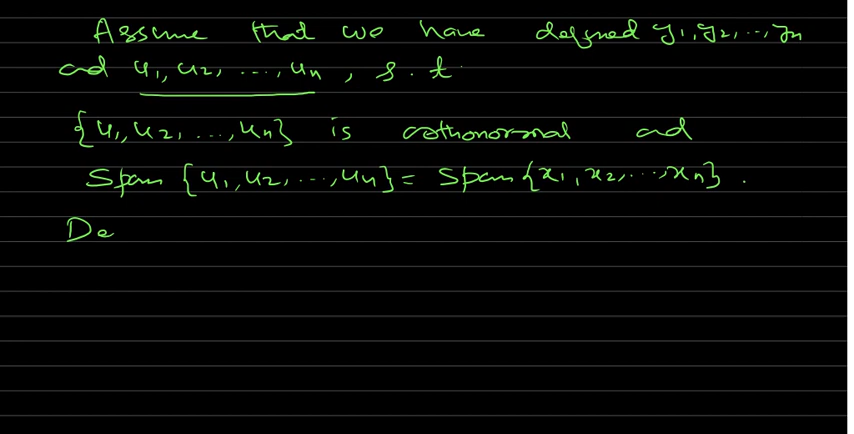 Assume that we have defined y₁, y₂, ..., yₙ
and u₁, u₂, ..., uₙ, s.t.
{u₁, u₂, ..., uₙ} is orthonormal and
Span {u₁, u₂, ..., uₙ} = Span {x₁, x₂, ..., xₙ}.
De